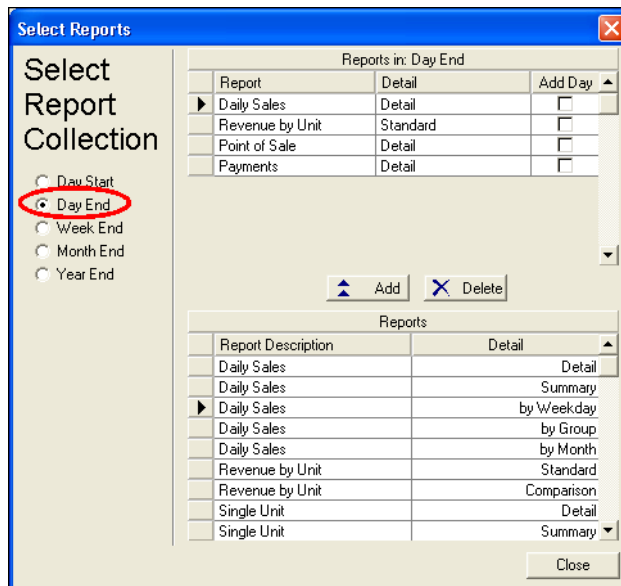 Select Reports
Select
Report
Collection
Day Start
Day End
Week End
Month End
Year End
Reports in: Day End
Report Detail Add Day
Daily Sales Detail
Revenue by Unit Standard
Point of Sale Detail
Payments Detail
Add Delete
Reports
Report Description Detail
Daily Sales Detail
Daily Sales Summary
Daily Sales by Weekday
Daily Sales by Group
Daily Sales by Month
Revenue by Unit Standard
Revenue by Unit Comparison
Single Unit Detail
Single Unit Summary
Close